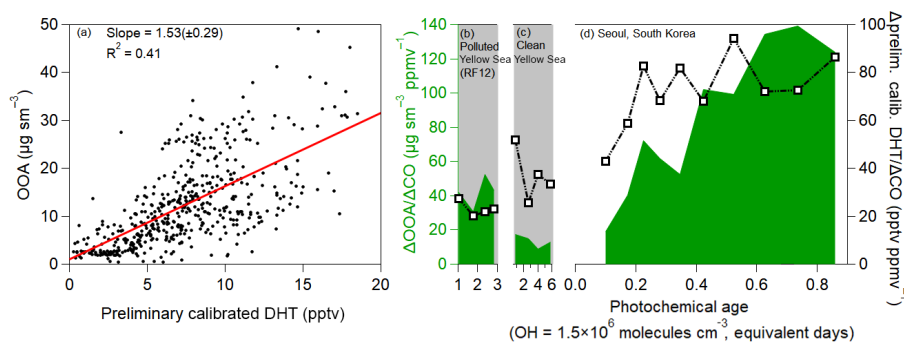 (a)
Slope = 1.53(±0.29)
R² = 0.41
OOA (µg sm⁻³)
50
40
30
20
10
0
0
5
10
15
20
Preliminary calibrated DHT (pptv)
ΔOOA/ΔCO (µg sm⁻³ ppmv⁻¹)
140
120
100
80
60
40
20
0
(b)
Polluted
Yellow Sea
(RF12)
1
2
3
(c)
Clean
Yellow Sea
2
4
6
(d) Seoul, South Korea
0.0
0.2
0.4
0.6
0.8
Photochemical age
(OH = 1.5×10⁶ molecules cm⁻³, equivalent days)
100
80
60
40
20
0
Δprelim. calib. DHT/ΔCO (pptv ppmv⁻